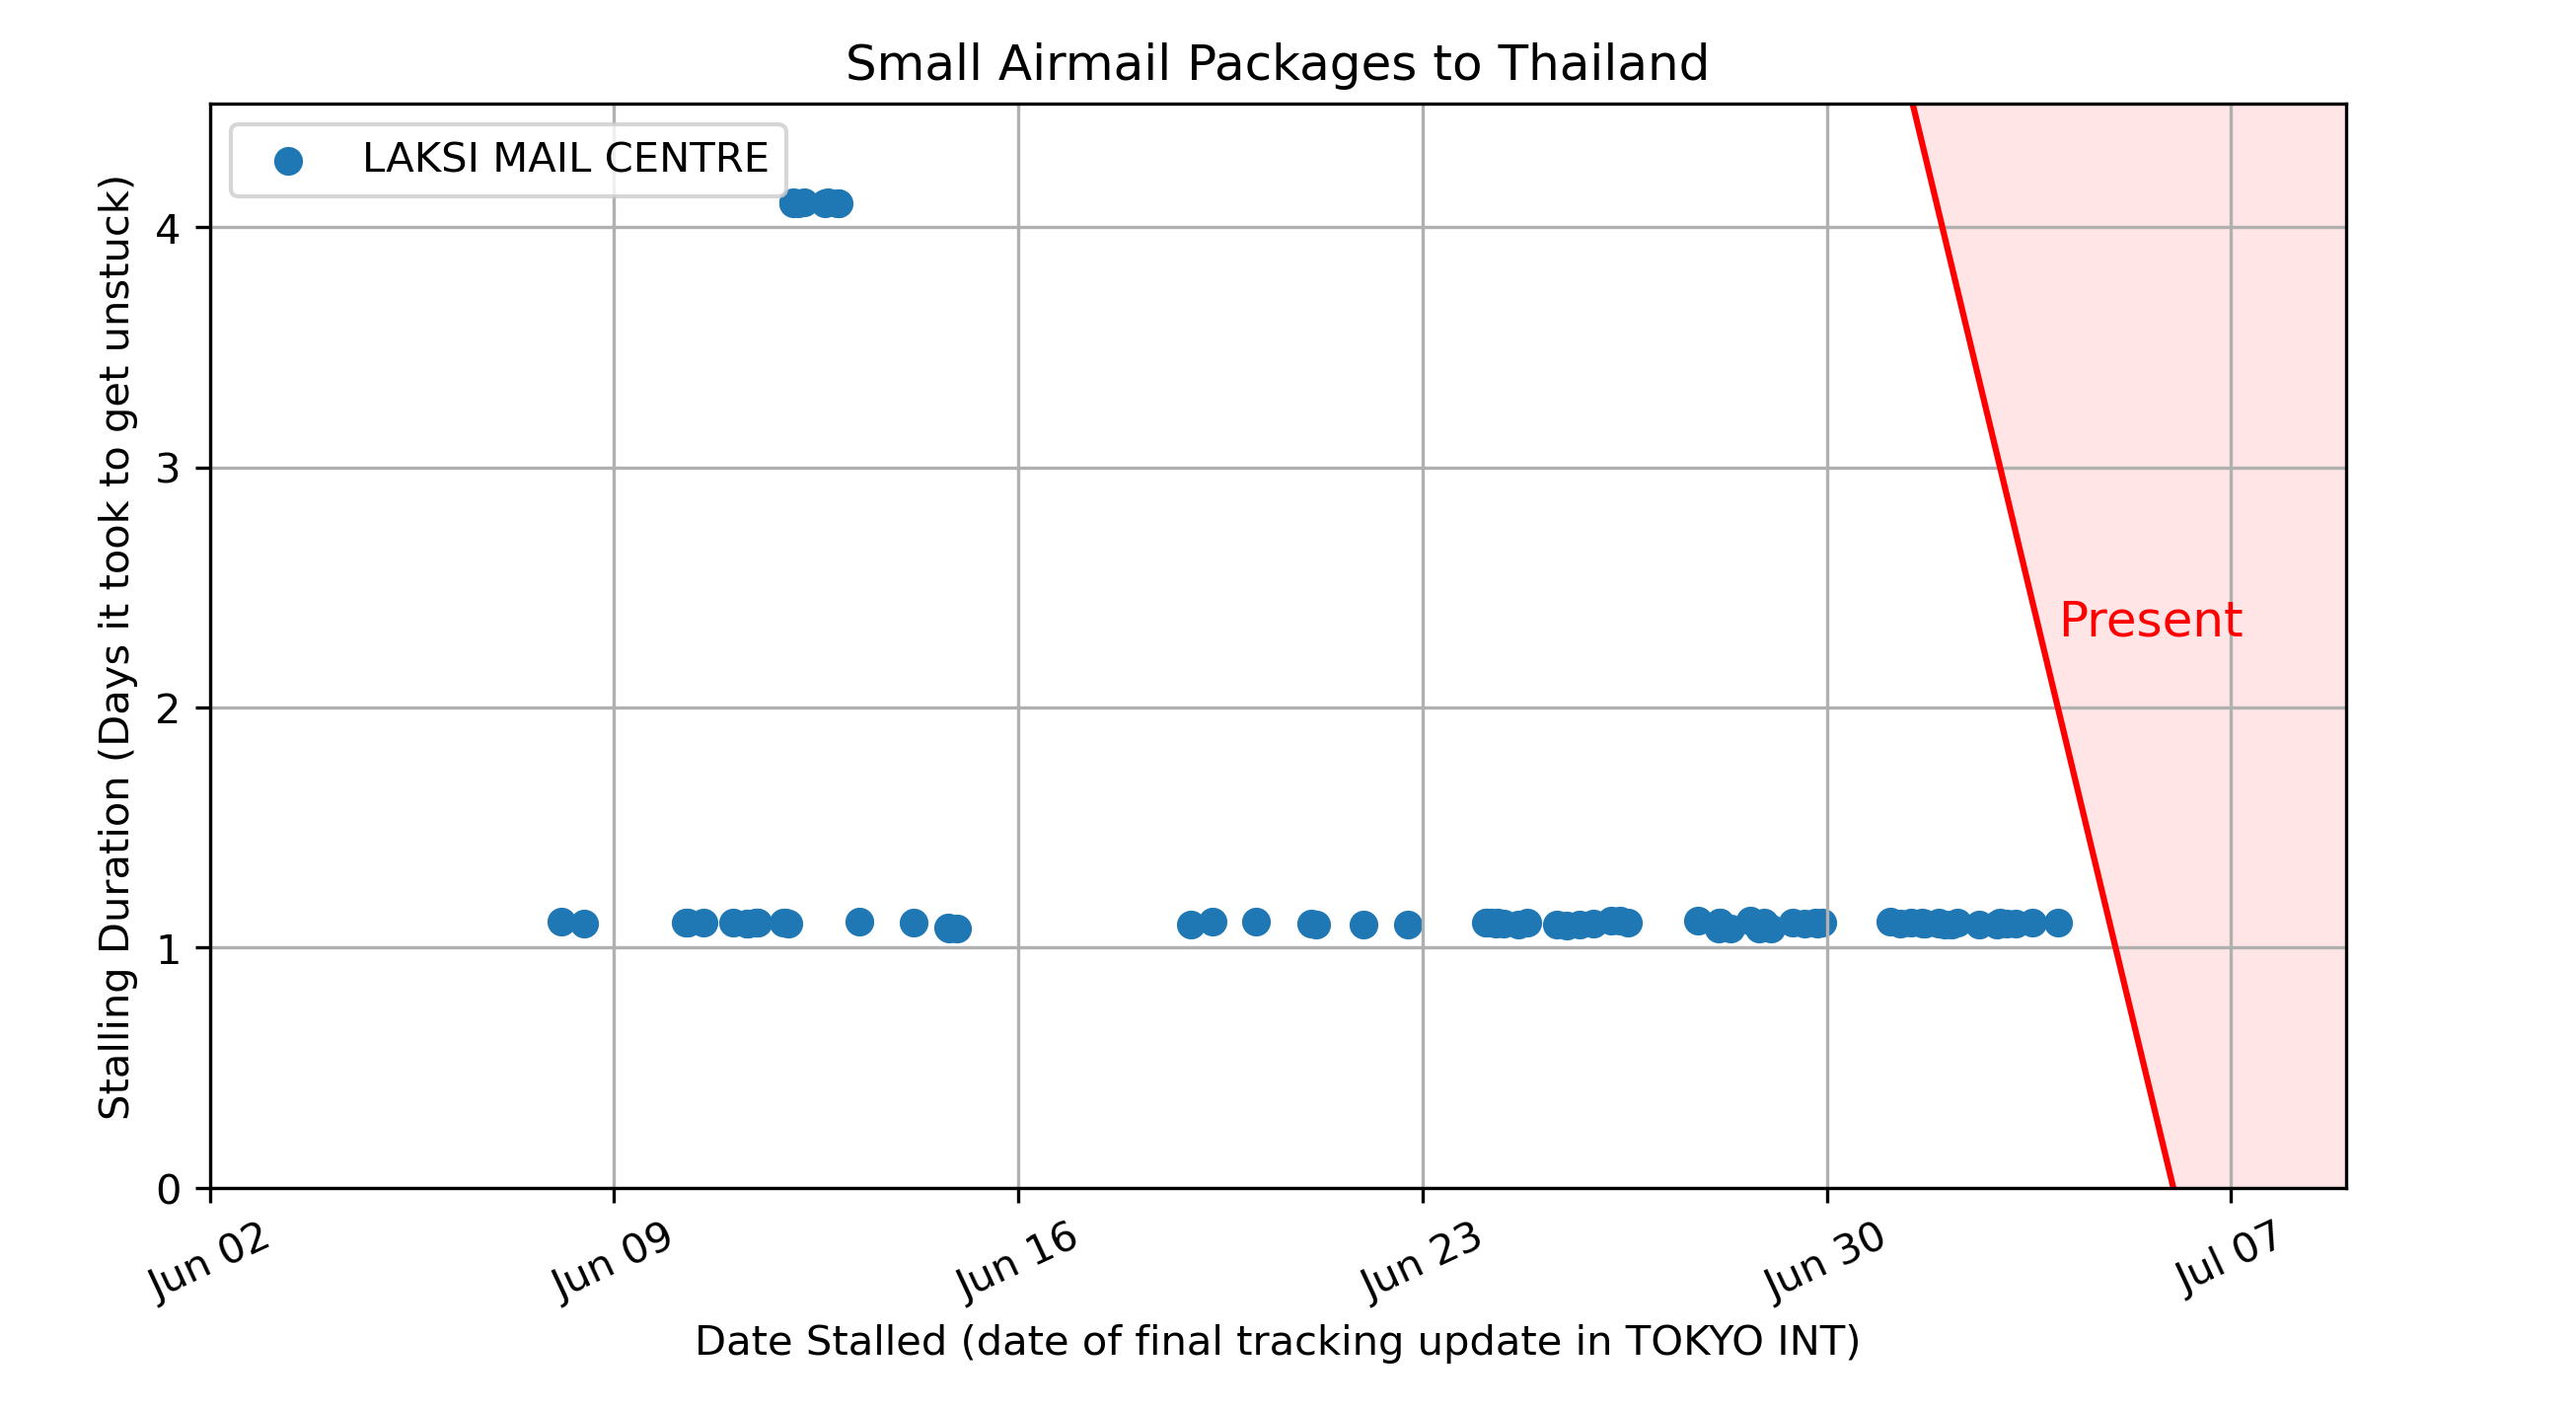 Small Airmail Packages to Thailand
LAKSI MAIL CENTRE
Stalling Duration (Days it took to get unstuck)
4
3
2
1
0
Present
Jun 02
Jun 09
Jun 16
Jun 23
Jun 30
Jul 07
Date Stalled (date of final tracking update in TOKYO INT)